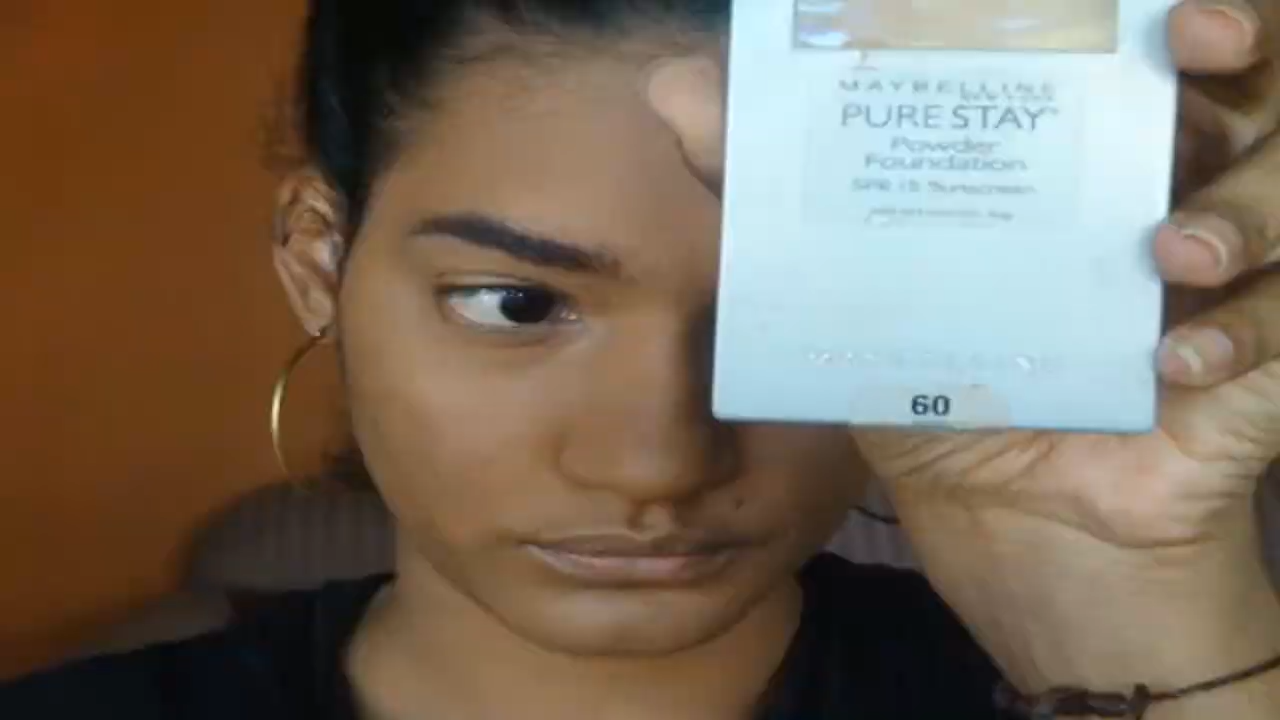 MAYBELLINE
PURE STAY
Powder
Foundation
SPF 15 Sunscreen
60